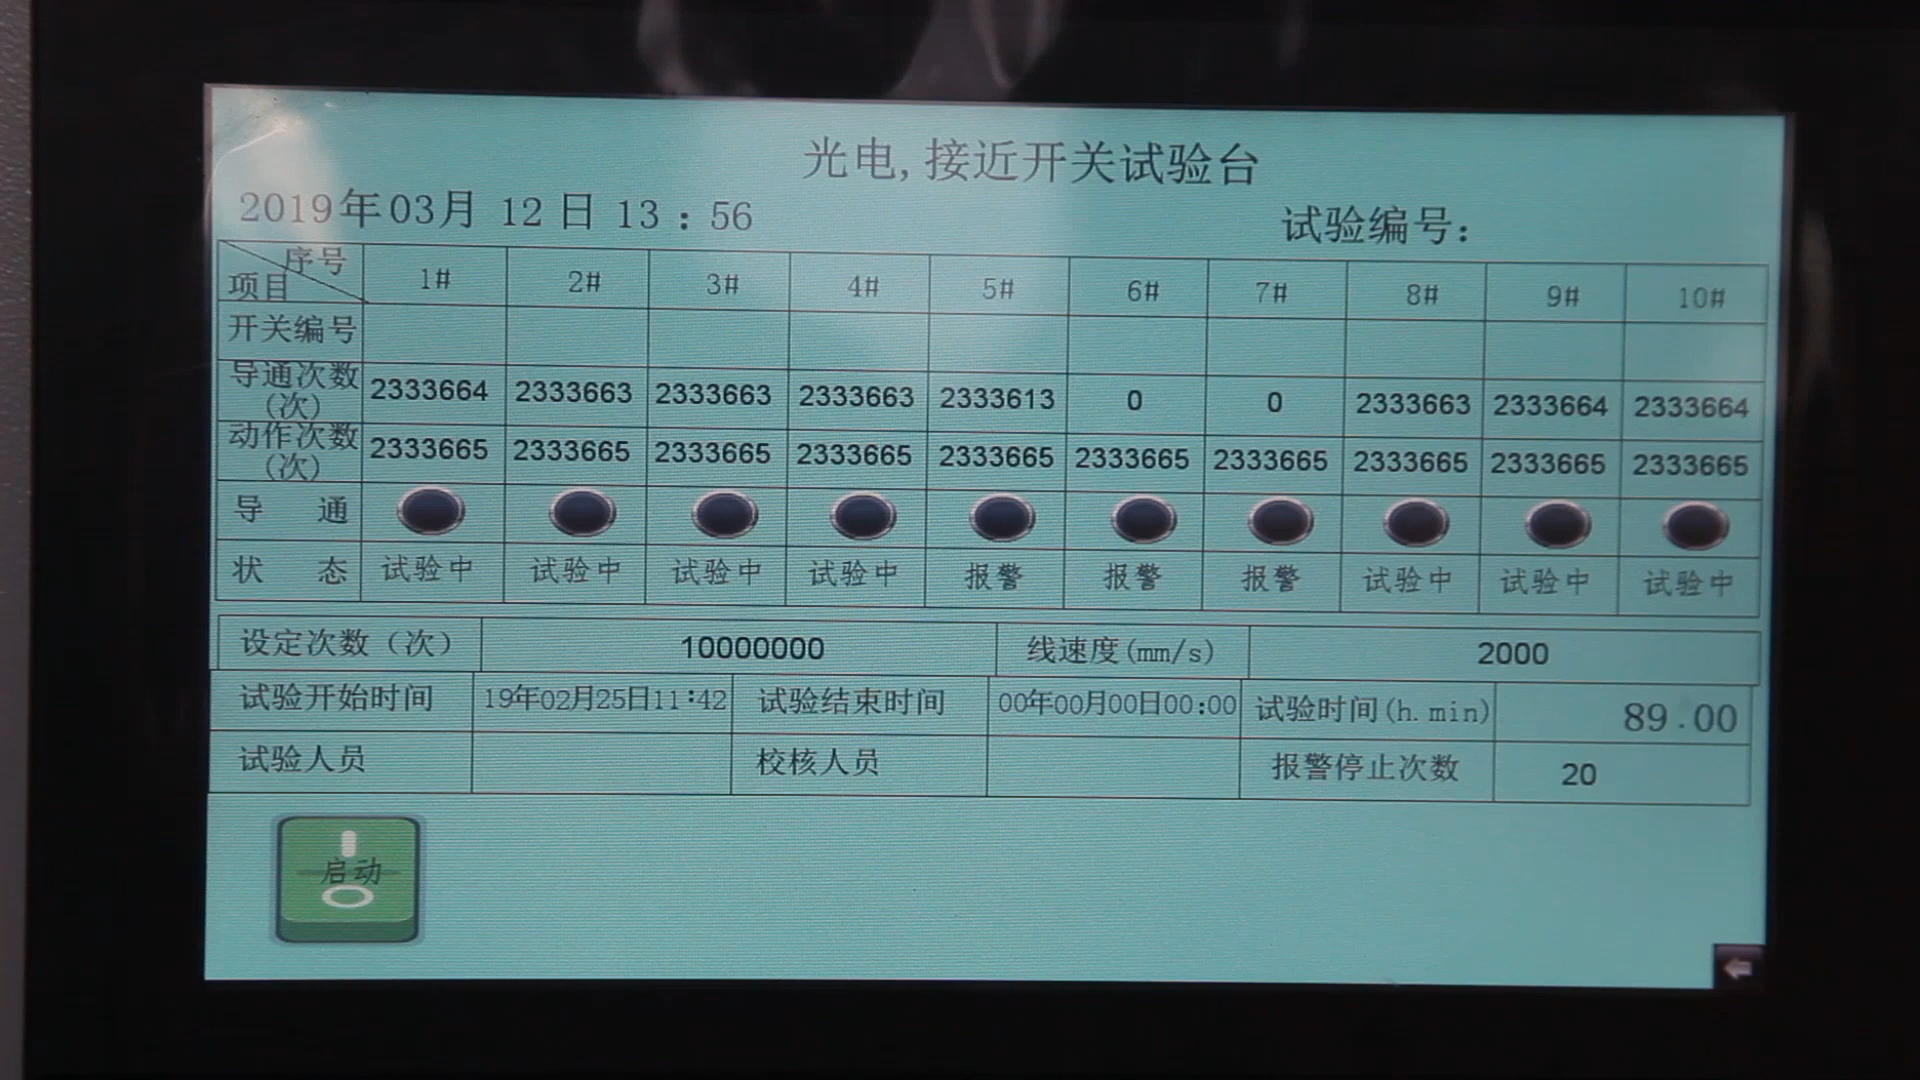 光电,接近开关试验台
2019年03月 12 日 13 : 56
试验编号:
序号
项目 1# 2# 3# 4# 5# 6# 7# 8# 9# 10#
开关编号
导通次数
(次) 2333664 2333663 2333663 2333663 2333613 0 0 2333663 2333664 2333664
动作次数
(次) 2333665 2333665 2333665 2333665 2333665 2333665 2333665 2333665 2333665 2333665
导 通
状 态 试验中 试验中 试验中 试验中 报警 报警 报警 试验中 试验中 试验中
设定次数(次) 10000000 线速度(mm/s) 2000
试验开始时间 19年02月25日11:42 试验结束时间 00年00月00日00:00 试验时间(h.min) 89.00
试验人员 校核人员 报警停止次数 20
启动